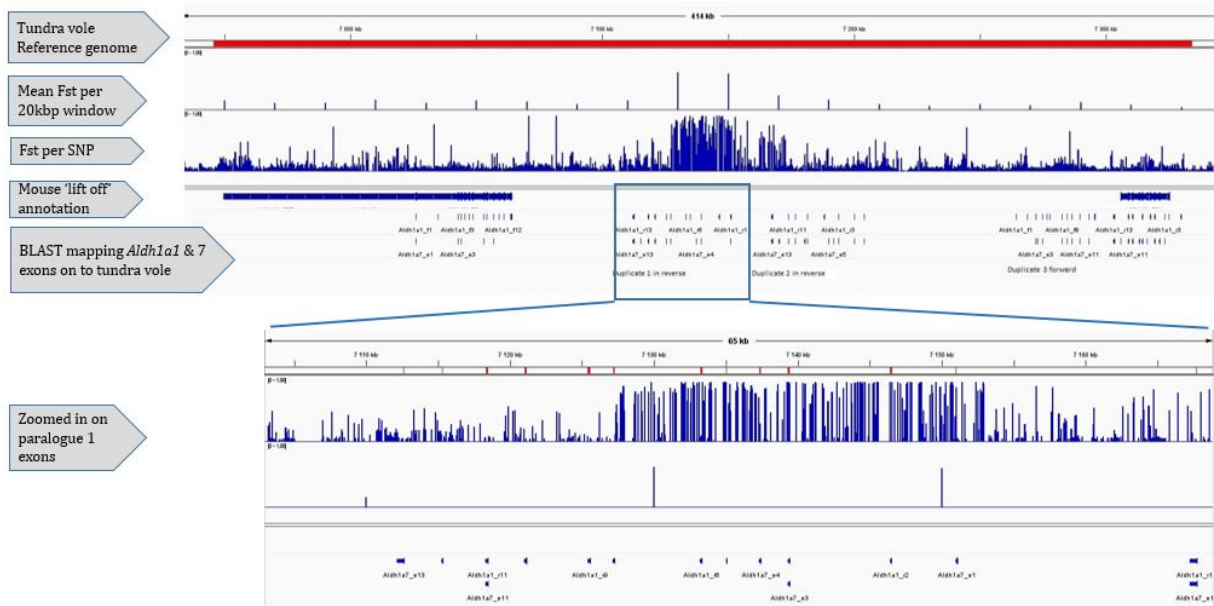 Tundra vole
Reference genome
414 kb
7 000 kb 7 100 kb 7 200 kb 7 300 kb
Mean Fst per
20kbp window
Fst per SNP
Mouse ‘lift off’
annotation
BLAST mapping Aldh1a1 & 7
exons on to tundra vole
Aldh1a1_f1 Aldh1a1_f3 Aldh1a1_f12 Aldh1a1_r13 Aldh1a1_r6 Aldh1a1_r1 Aldh1a1_r11 Aldh1a1_r3 Aldh1a1_f1 Aldh1a1_f8 Aldh1a1_r13 Aldh1a1_r3
Aldh1a7_e1 Aldh1a7_e3 Aldh1a7_e13 Aldh1a7_e4 Aldh1a7_e13 Aldh1a7_e5 Aldh1a7_e3 Aldh1a7_e11 Aldh1a7_e11
Duplicate 1 in reverse Duplicate 2 in reverse Duplicate 3 forward
65 kb
7 110 kb 7 120 kb 7 130 kb 7 140 kb 7 150 kb 7 160 kb
Zoomed in on
paralogue 1
exons
Aldh1a7_e13 Aldh1a1_r11 Aldh1a1_r9 Aldh1a1_r6 Aldh1a7_e4 Aldh1a1_r2 Aldh1a7_e1 Aldh1a1_r1
Aldh1a7_e11 Aldh1a7_e3 Aldh1a7_e1